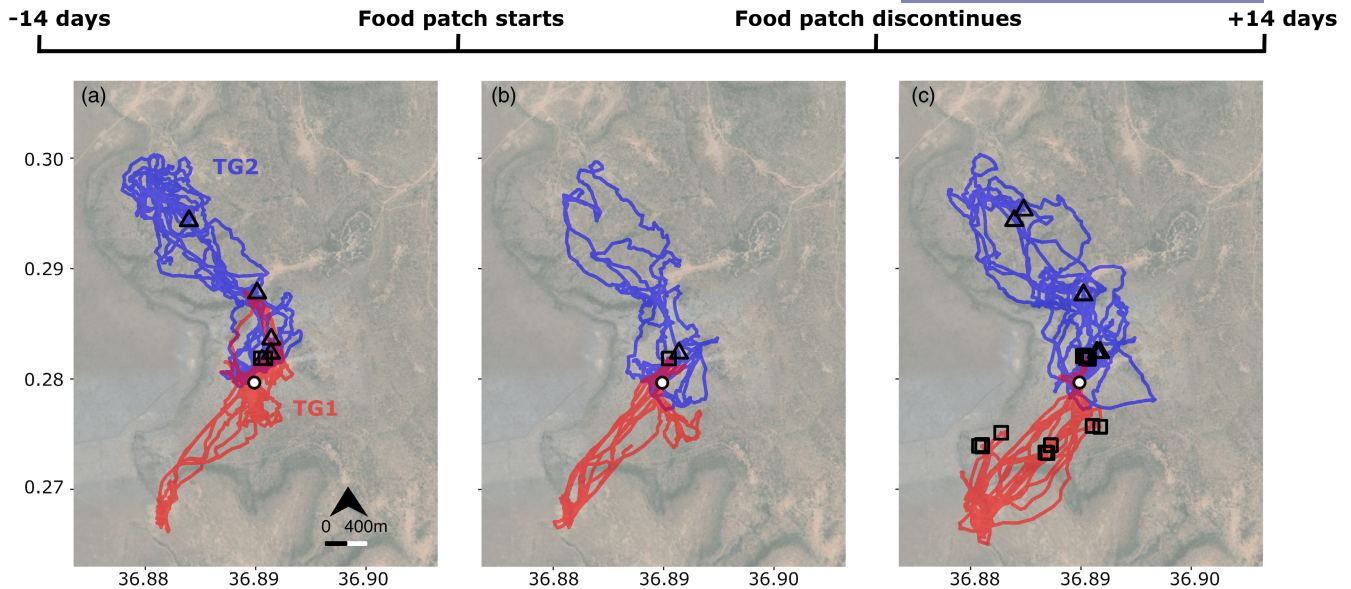 -14 days Food patch starts Food patch discontinues +14 days
(a) (b) (c)
0.30 TG2
0.29
0.28
TG1
0.27
0 400m
36.88 36.89 36.90 36.88 36.89 36.90 36.88 36.89 36.90